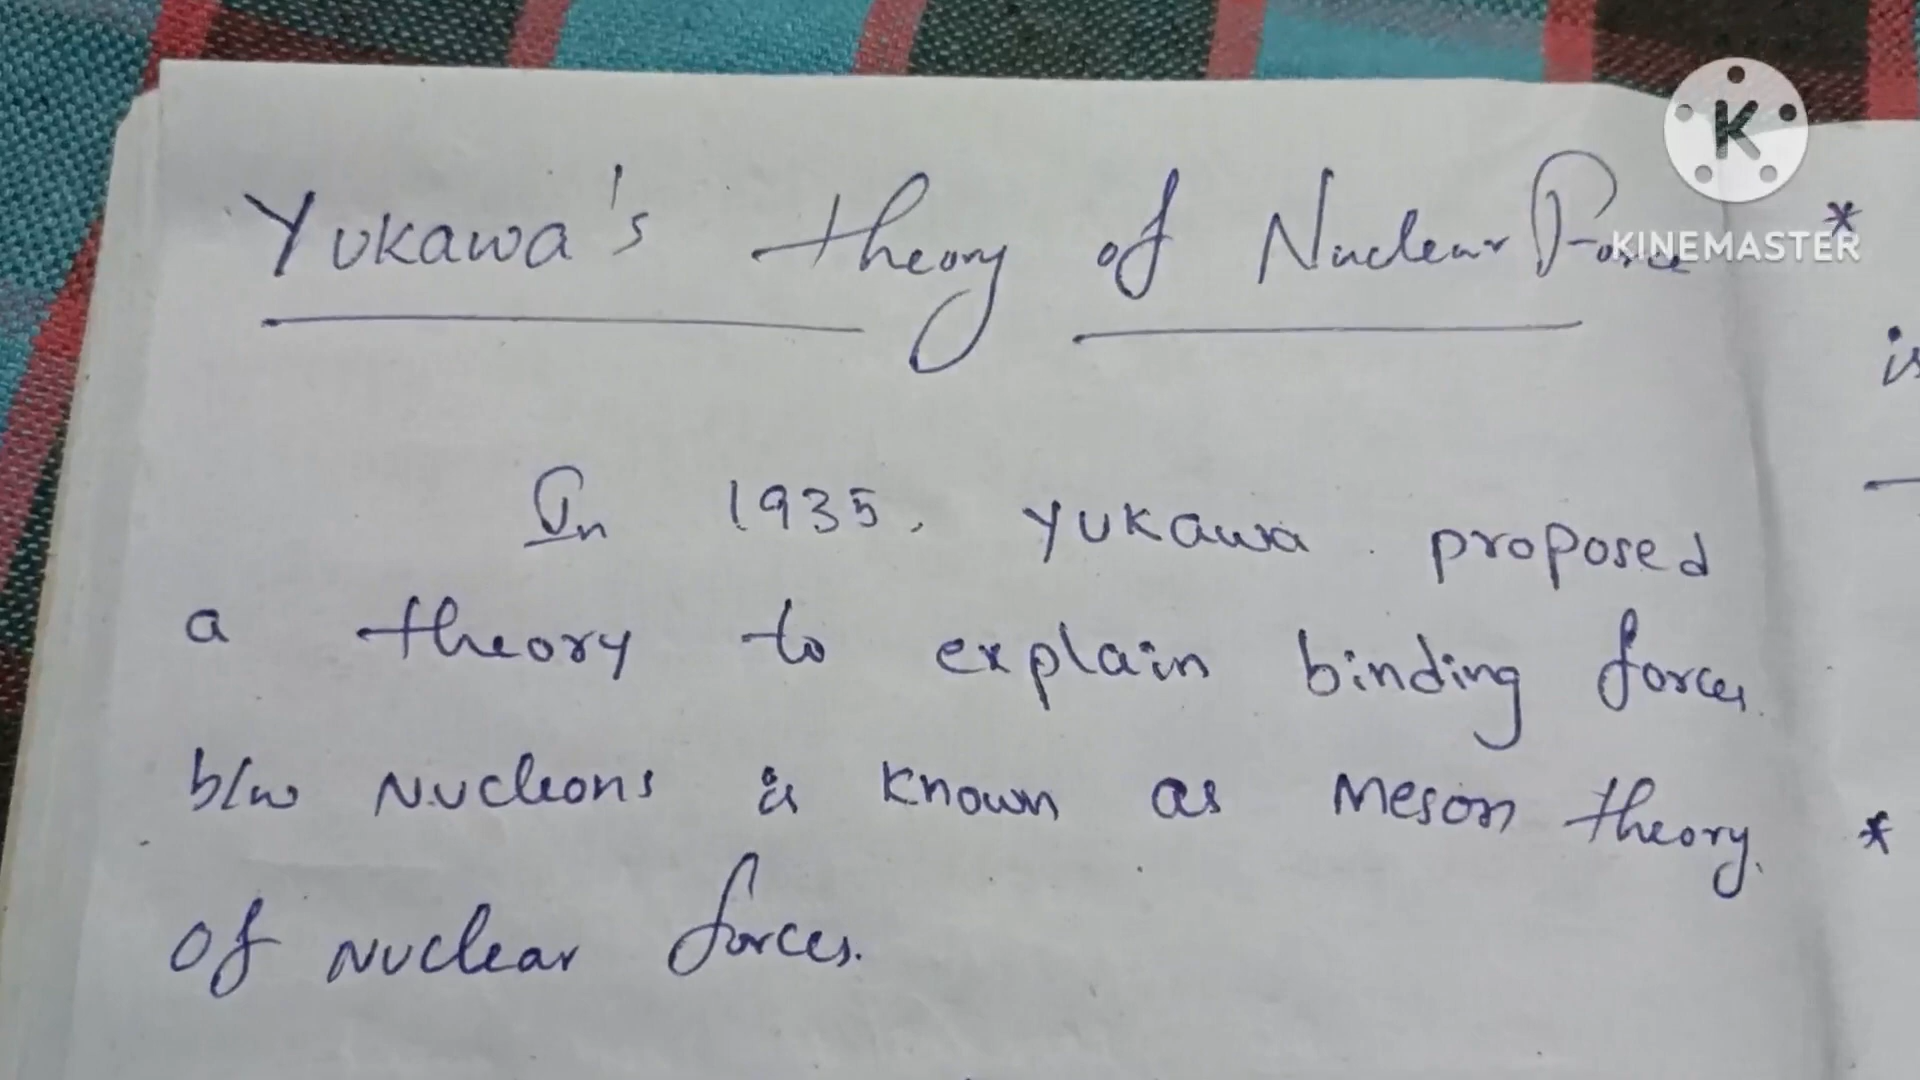 Yukawa's theory of Nuclear Force
K
KINEMASTER
*
is
In 1935, Yukawa proposed
a theory to explain binding forces
b/w Nucleons is known as Meson theory.
*
of nuclear forces.